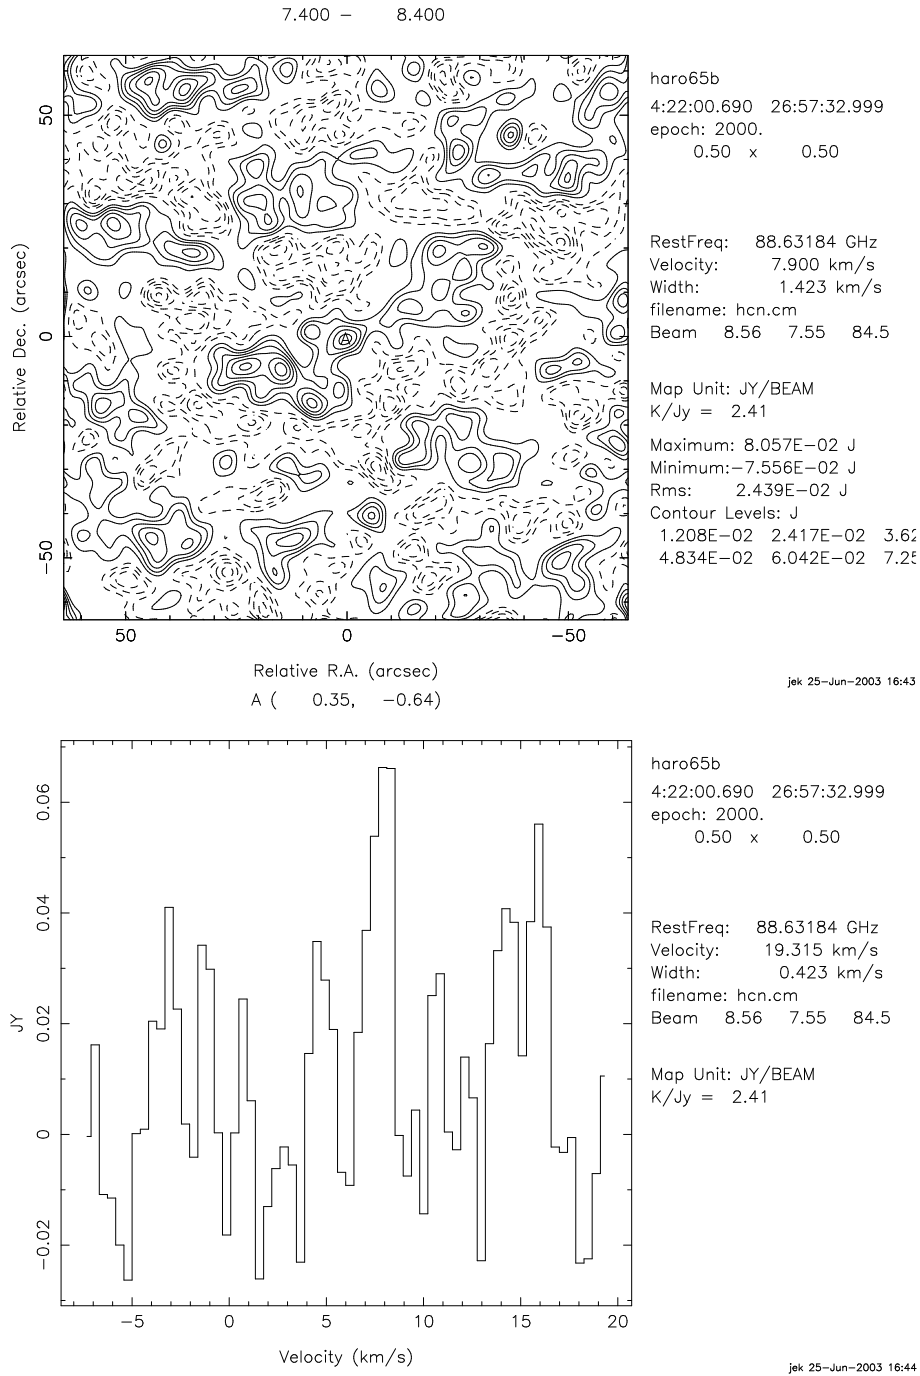 7.400 − 8.400
haro65b
4:22:00.690 26:57:32.999
epoch: 2000.
0.50 x 0.50
RestFreq: 88.63184 GHz
Velocity: 7.900 km/s
Width: 1.423 km/s
filename: hcn.cm
Beam 8.56 7.55 84.5
Map Unit: JY/BEAM
K/Jy = 2.41
Maximum: 8.057E−02 J
Minimum:−7.556E−02 J
Rms: 2.439E−02 J
Contour Levels: J
1.208E−02 2.417E−02 3.62
4.834E−02 6.042E−02 7.25
Relative Dec. (arcsec)
50
0
−50
A
50 0 −50
Relative R.A. (arcsec)
A ( 0.35, −0.64)
jek 25−Jun−2003 16:43
haro65b
4:22:00.690 26:57:32.999
epoch: 2000.
0.50 x 0.50
RestFreq: 88.63184 GHz
Velocity: 19.315 km/s
Width: 0.423 km/s
filename: hcn.cm
Beam 8.56 7.55 84.5
Map Unit: JY/BEAM
K/Jy = 2.41
JY
0.06
0.04
0.02
0
−0.02
−5 0 5 10 15 20
Velocity (km/s)
jek 25−Jun−2003 16:44